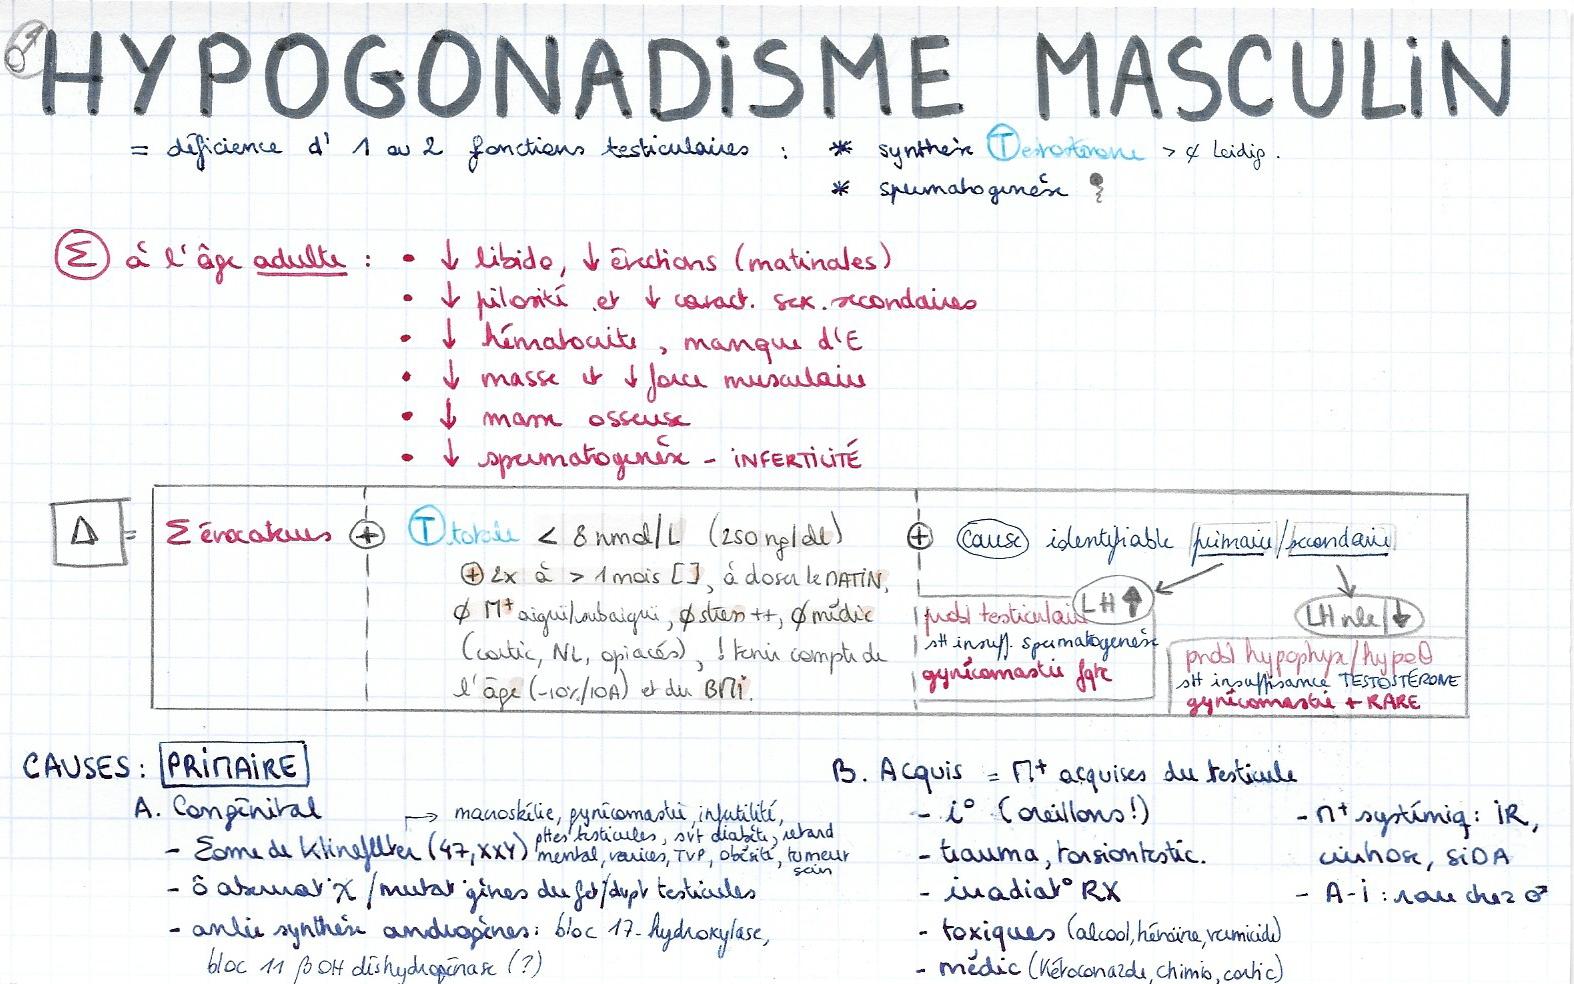 ♂ HYPOGONADiSME MASCULiN
= déficience d' 1 ou 2 fonctions testiculaires : * synthèse Testostérone > ¢ Leidig.
* spermatogenèse
Σ à l'âge adulte : • ↓ libido, ↓ érections (matinales)
• ↓ pilosité et ↓ caract. sex. secondaires
• ↓ hématocrite, manque d'E
• ↓ masse et ↓ force musculaire
• ↓ masse osseuse
• ↓ spermatogenèse - iNFERTiLiTÉ
Δ = Σ évocateurs ⊕ T totale < 8 nmol/L (250 ng/dl) ⊕ Cause identifiable primaire/secondaire
⊕ 2x à > 1 mois [], à doser le MATiN,
∅ M+ aiguë/subaiguë, ∅ stress ++, ∅ médic
(cortic, NL, opiacés), ! tenir compte de
l'âge (-10%/10A) et du BMi.
LH ↑
probl testiculaire
st insuff. spermatogenèse
gynécomastie fqte
LH nle/↓
probl hypophyse/hypoθ
st insuffisance TESTOSTÉRONE
gynécomastie + RARE
CAUSES : PRiMAiRE
A. Congénital → macroskélie, gynécomastie, infertilité,
- Σome de Klinefelter (47,XXY) ptes testicules, svt diabète, retard
mental, varices, TVP, obésité, tumeur
sein
- ô abernat° X/mutat° gènes du fct/dvpt testicules
- anlie synthèse androgènes : bloc 17-hydroxylase,
bloc 11 β OH déshydrogénase (?)
B. Acquis = M+ acquises du testicule
- i° (oreillons!)
- trauma, torsion testic.
- irradiat° RX
- toxiques (alcool, héroïne, vermicide)
- médic (Kétoconazole, chimio, cortic)
- M+ systémiq : iR,
cirrhose, SiDA
- A-i : rare chez ♂